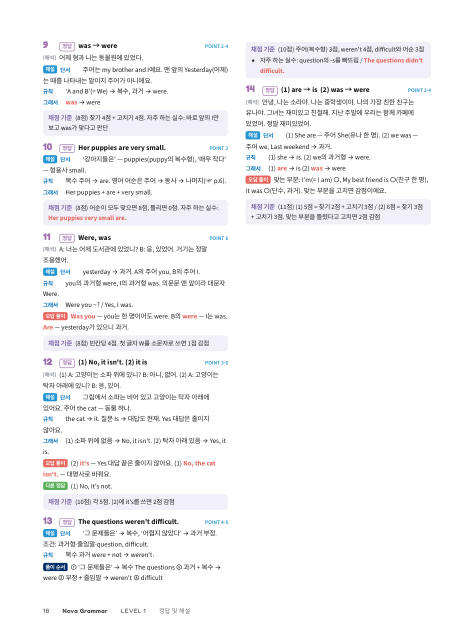 9 정답 was → were POINT 2-4
[해석] 어제 형과 나는 동물원에 있었다.
해설 단서 주어는 my brother and I예요. 맨 앞의 Yesterday(어제)
는 때를 나타내는 말이지 주어가 아니에요.
규칙 'A and B'(= We) → 복수, 과거 → were.
그래서 was → were
채점 기준 (8점) 찾기 4점 + 고치기 4점. 자주 하는 실수: 바로 앞의 I만
보고 was가 맞다고 판단
10 정답 Her puppies are very small. POINT 2
[해설] 단서 '강아지들은' — puppies(puppy의 복수형), '매우 작다'
— 형용사 small.
규칙 복수 주어 → are. 영어 어순은 주어 → 동사 → 나머지(☞ p.6).
그래서 Her puppies + are + very small.
채점 기준 (8점) 어순이 모두 맞으면 8점, 틀리면 0점. 자주 하는 실수:
Her puppies very small are.
11 정답 Were, was POINT 6
[해석] A: 너는 어제 도서관에 있었니? B: 응, 있었어. 거기는 정말
조용했어.
해설 단서 yesterday → 과거. A의 주어 you, B의 주어 I.
규칙 you의 과거형 were, I의 과거형 was. 의문문 맨 앞이라 대문자
Were.
그래서 Were you ~? / Yes, I was.
오답 풀이 Was you — you는 한 명이어도 were. B의 were — I는 was.
Are — yesterday가 있으니 과거.
채점 기준 (8점) 빈칸당 4점. 첫 글자 W를 소문자로 쓰면 1점 감점
12 정답 (1) No, it isn't. (2) it is POINT 3-5
[해석] (1) A: 고양이는 소파 위에 있니? B: 아니, 없어. (2) A: 고양이는
탁자 아래에 있니? B: 응, 있어.
해설 단서 그림에서 소파는 비어 있고 고양이는 탁자 아래에
있어요. 주어 the cat — 동물 하나.
규칙 the cat → it. 질문 Is → 대답도 현재. Yes 대답은 줄이지
않아요.
그래서 (1) 소파 위에 없음 → No, it isn't. (2) 탁자 아래 있음 → Yes, it
is.
오답 풀이 (2) it's — Yes 대답 끝은 줄이지 않아요. (1) No, the cat
isn't. — 대명사로 바꿔요.
다른 정답 (1) No, it's not.
채점 기준 (10점) 각 5점. (2)에 it's를 쓰면 2점 감점
13 정답 The questions weren't difficult. POINT 4-5
해설 단서 '그 문제들은' → 복수, '어렵지 않았다' → 과거 부정.
조건: 과거형·줄임말·question, difficult.
규칙 복수 과거 were + not → weren't.
풀이 순서 ① '그 문제들은' → 복수 The questions ② 과거 + 복수 →
were ③ 부정 + 줄임말 → weren't ④ difficult
채점 기준 (10점) 주어(복수형) 3점, weren't 4점, difficult와 어순 3점
• 자주 하는 실수: question의 -s를 빠뜨림 / The questions didn't
difficult.
14 정답 (1) are → is (2) was → were POINT 2-4
[해석] 안녕, 나는 소라야. 나는 중학생이야. 나의 가장 친한 친구는
유나야. 그녀는 재미있고 친절해. 지난 주말에 우리는 함께 카페에
있었어. 정말 재미있었어.
해설 단서 (1) She are — 주어 She(유나 한 명). (2) we was —
주어 we, Last weekend → 과거.
규칙 (1) she → is. (2) we의 과거형 → were.
그래서 (1) are → is (2) was → were
오답 풀이 맞는 부분: I'm(= I am) ○, My best friend is ○(친구 한 명),
It was ○(단수, 과거). 맞는 부분을 고치면 감점이에요.
채점 기준 (11점) (1) 5점 = 찾기 2점 + 고치기 3점 / (2) 6점 = 찾기 3점
+ 고치기 3점. 맞는 부분을 틀렸다고 고치면 2점 감점
16 Nova Grammar LEVEL 1 정답 및 해설